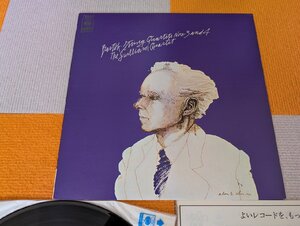 Bartók String Quartets Nos. 3 and 4
The Juilliard Quartet
よいレコードを、もっ